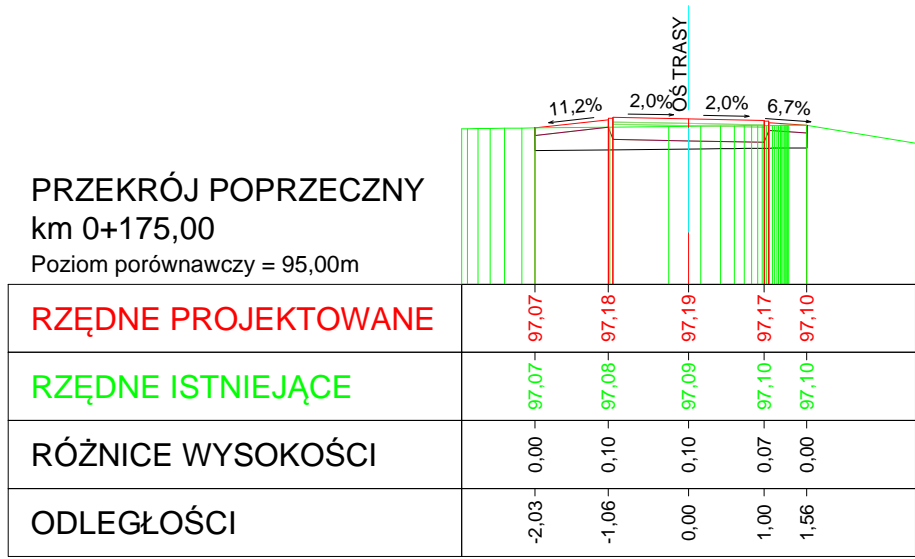 OŚ TRASY
11,2% 2,0% 2,0% 6,7%
PRZEKRÓJ POPRZECZNY
km 0+175,00
Poziom porównawczy = 95,00m
RZĘDNE PROJEKTOWANE 97,07 97,18 97,19 97,17 97,10
RZĘDNE ISTNIEJĄCE 97,07 97,08 97,09 97,10 97,10
RÓŻNICE WYSOKOŚCI 0,00 0,10 0,10 0,07 0,00
ODLEGŁOŚCI -2,03 -1,06 0,00 1,00 1,56